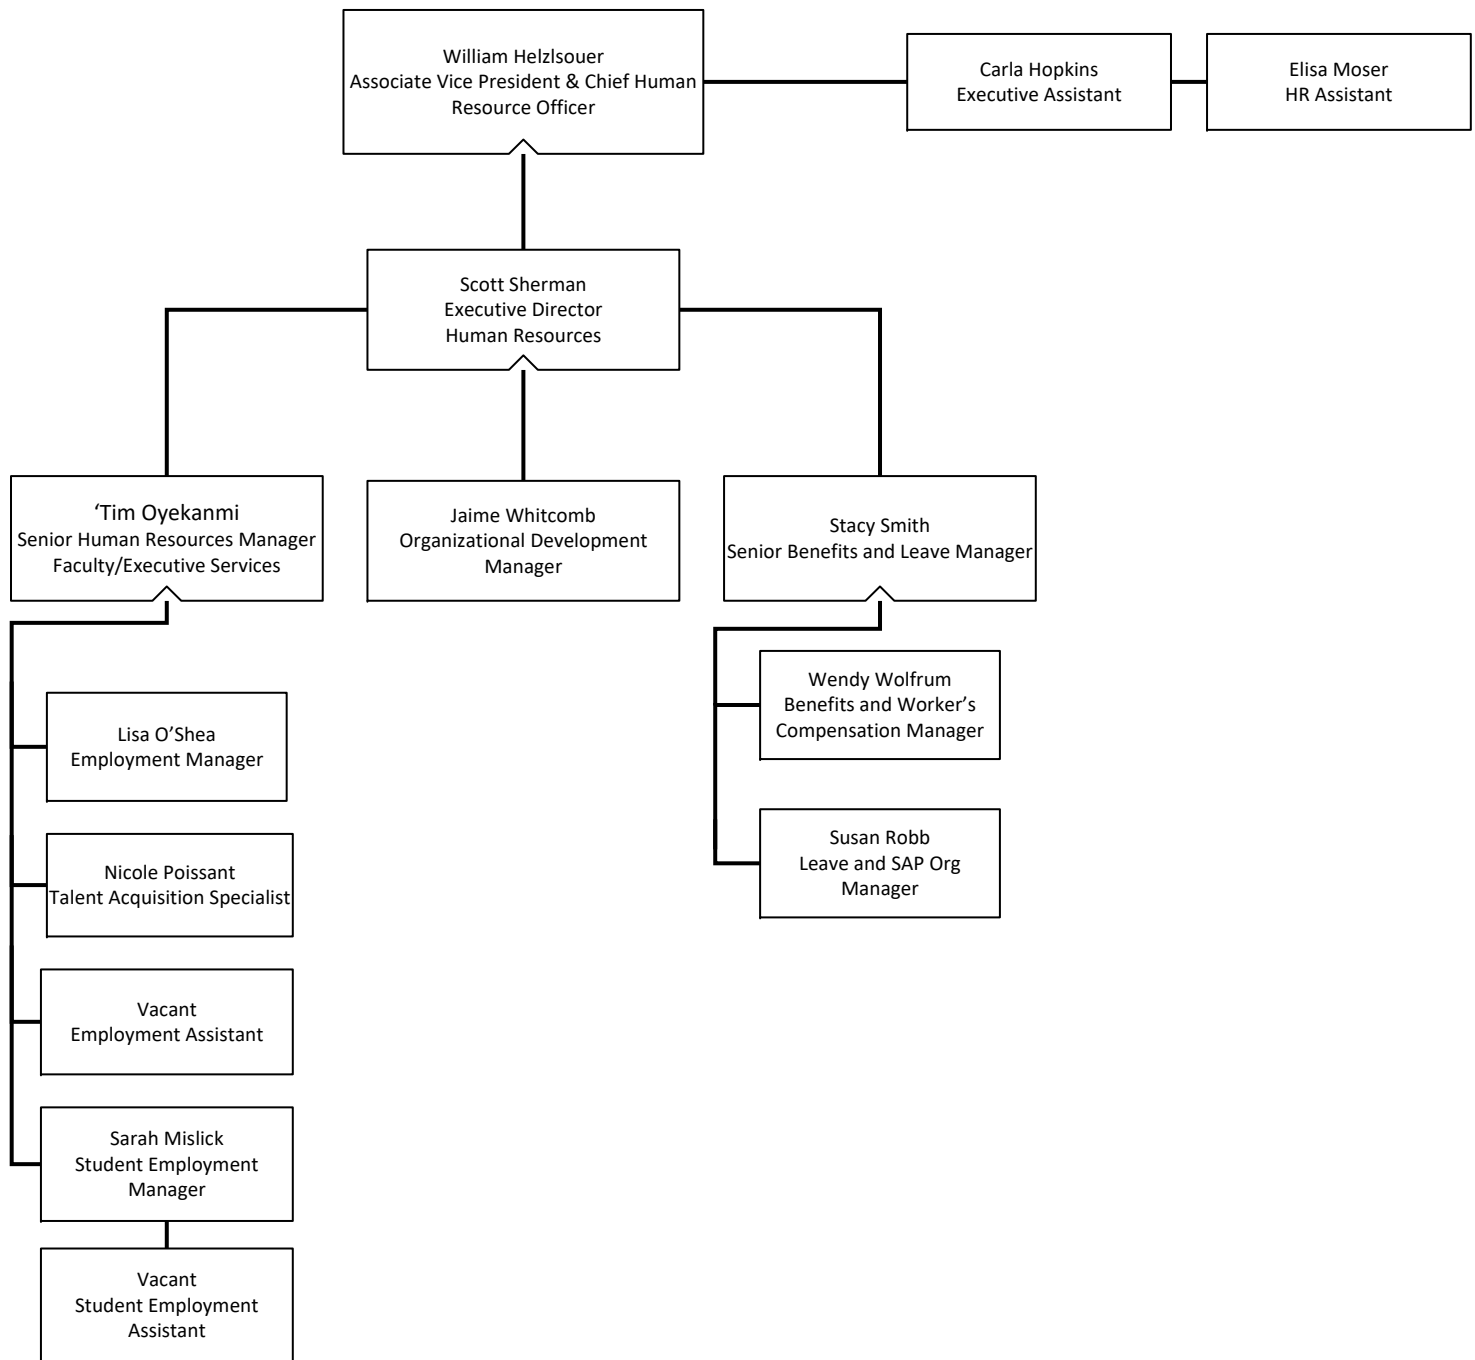 William Helzlsouer
Associate Vice President & Chief Human
Resource Officer
Carla Hopkins
Executive Assistant
Elisa Moser
HR Assistant
Scott Sherman
Executive Director
Human Resources
‘Tim Oyekanmi
Senior Human Resources Manager
Faculty/Executive Services
Jaime Whitcomb
Organizational Development
Manager
Stacy Smith
Senior Benefits and Leave Manager
Lisa O’Shea
Employment Manager
Nicole Poissant
Talent Acquisition Specialist
Vacant
Employment Assistant
Sarah Mislick
Student Employment
Manager
Vacant
Student Employment
Assistant
Wendy Wolfrum
Benefits and Worker’s
Compensation Manager
Susan Robb
Leave and SAP Org
Manager